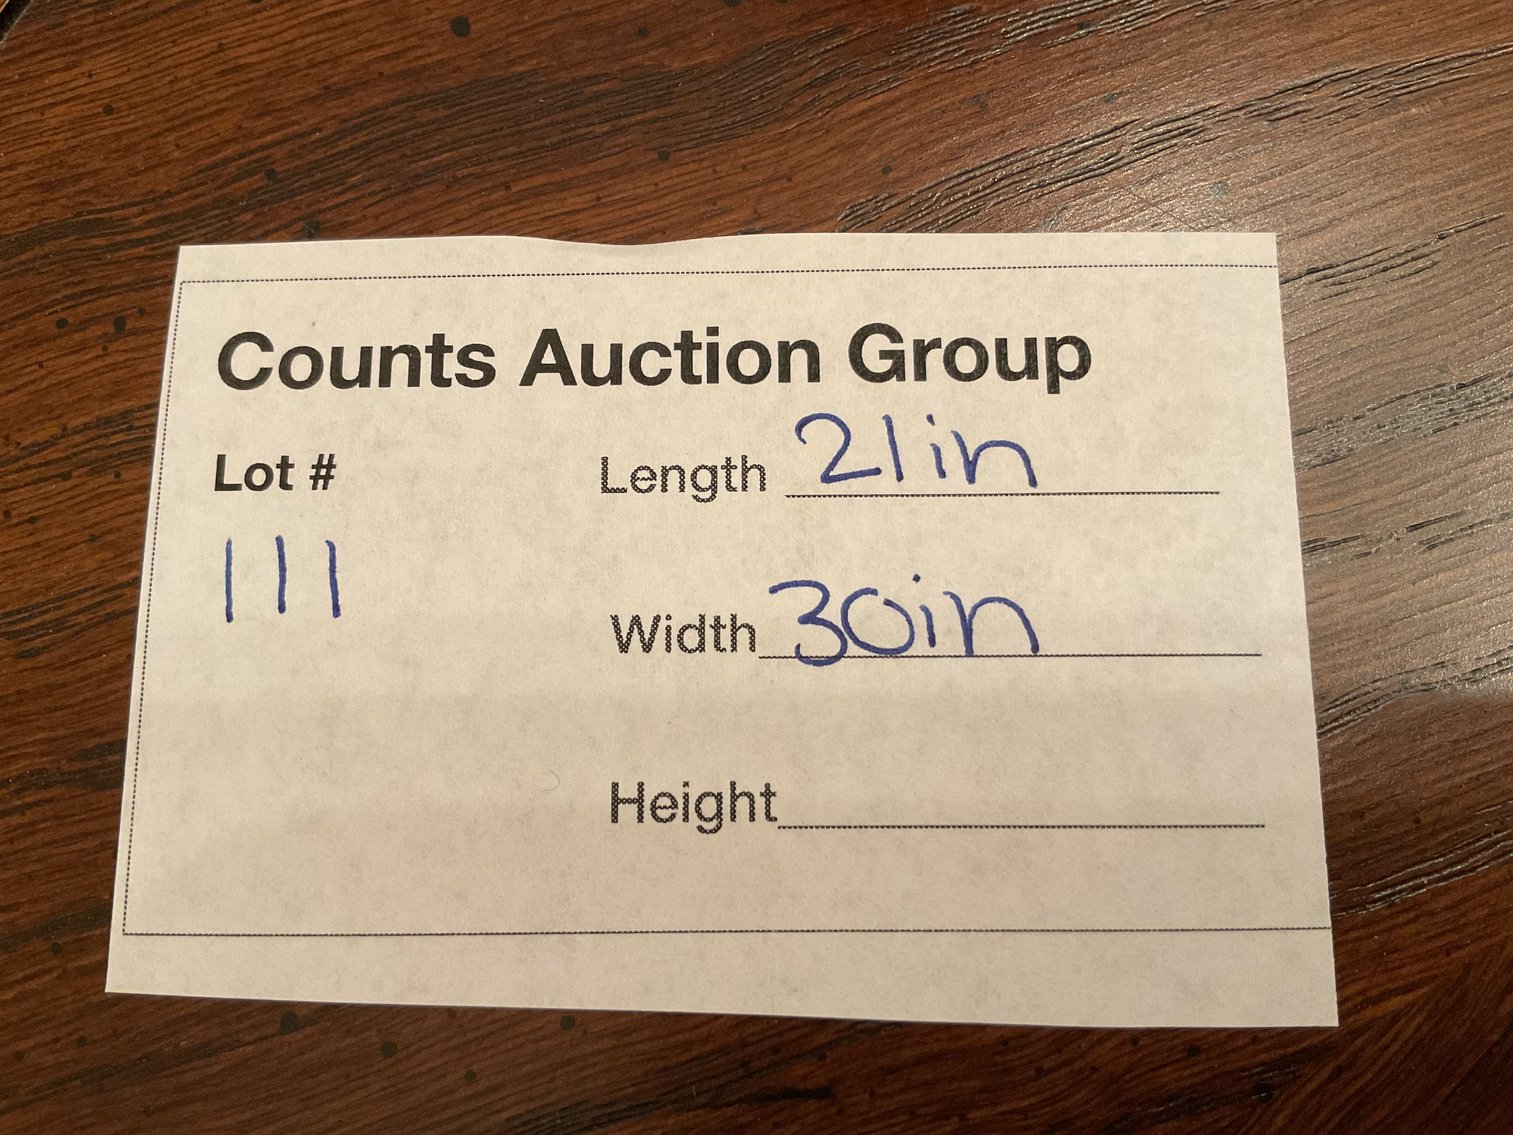 Counts Auction Group
Lot #
111
Length 21in
Width 30in
Height